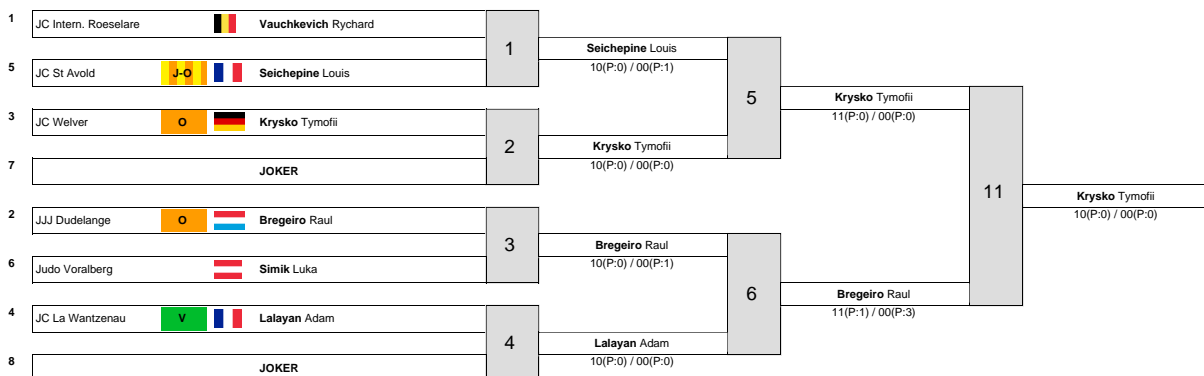 1 JC Intern. Roeselare Vauchkevich Rychard
1
Seichepine Louis
10(P:0) / 00(P:1)
5 JC St Avold J-O Seichepine Louis
5
Krysko Tymofii
11(P:0) / 00(P:0)
3 JC Welver O Krysko Tymofii
2
Krysko Tymofii
10(P:0) / 00(P:0)
7 JOKER
11
Krysko Tymofii
10(P:0) / 00(P:0)
2 JJJ Dudelange O Bregeiro Raul
3
Bregeiro Raul
10(P:0) / 00(P:1)
6 Judo Voralberg Simik Luka
6
Bregeiro Raul
11(P:1) / 00(P:3)
4 JC La Wantzenau V Lalayan Adam
4
Lalayan Adam
10(P:0) / 00(P:0)
8 JOKER